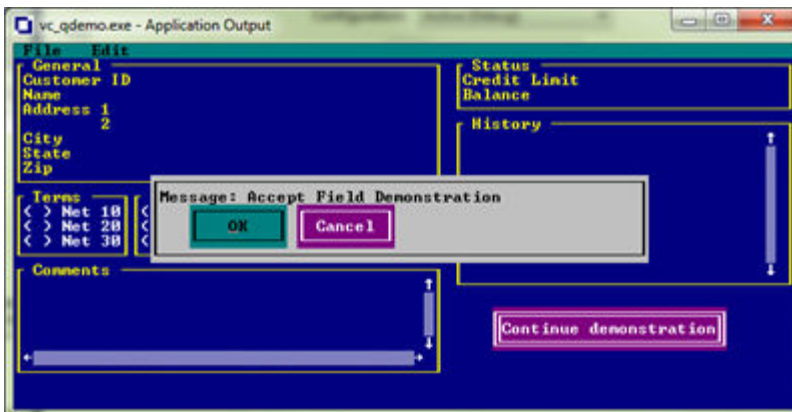 vc_qdemo.exe - Application Output
File Edit
General
Customer ID
Name
Address 1
2
City
State
Zip
Status
Credit Limit
Balance
History
Terms
< > Net 10
< > Net 20
< > Net 30
Message: Accept Field Demonstration
OK Cancel
Comments
Continue demonstration